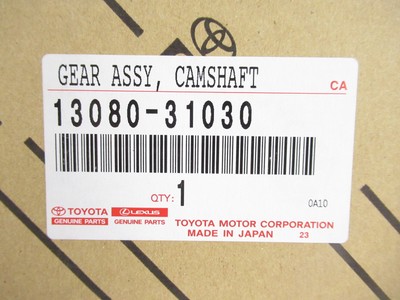 GEAR ASSY, CAMSHAFT
CA
13080-31030
QTY: 1
0A10
TOYOTA LEXUS
GENUINE PARTS GENUINE PARTS
TOYOTA MOTOR CORPORATION
MADE IN JAPAN 23